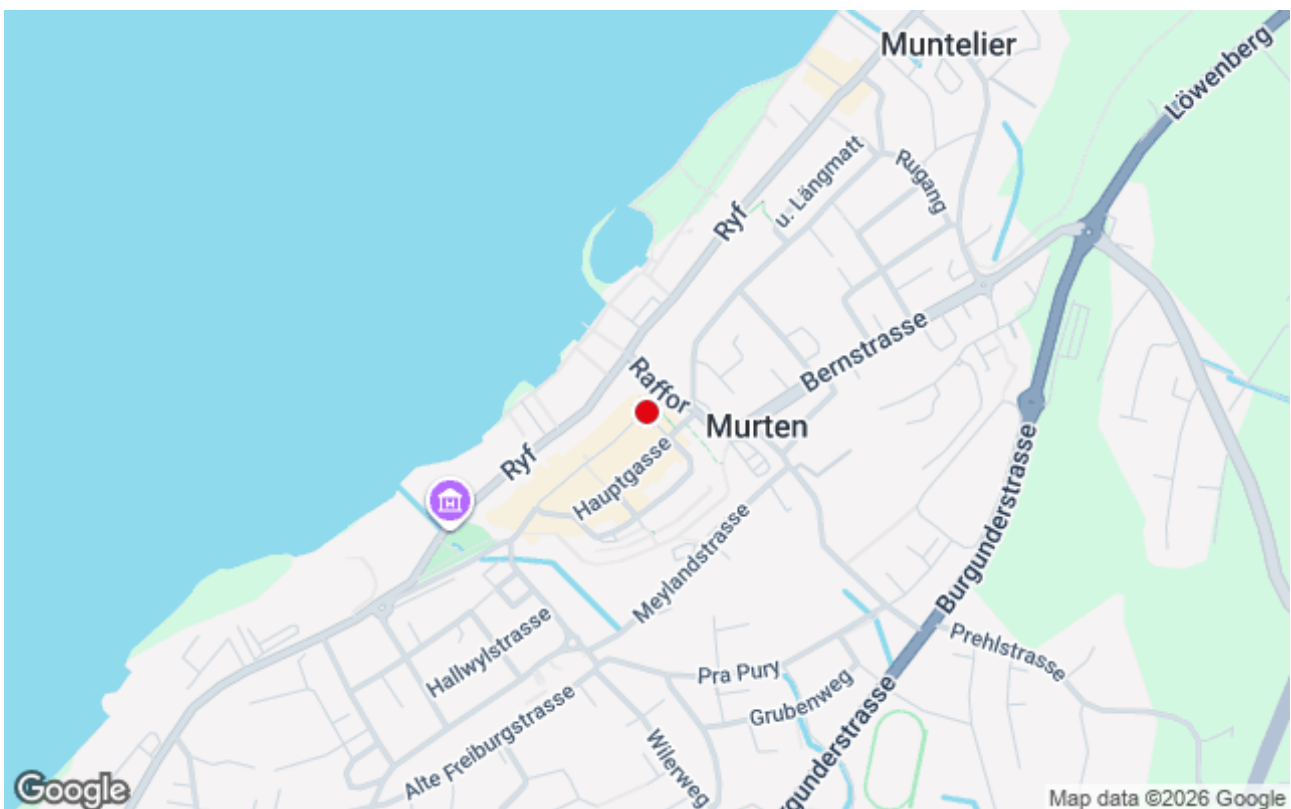 Muntelier
Löwenberg
u. Längmatt
Rugang
Ryf
Bernstrasse
Raffor
Murten
Ryf
Hauptgasse
Meylandstrasse
Burgunderstrasse
Prehlstrasse
Hallwylstrasse
Pra Pury
Grubenweg
Alte Freiburgstrasse
Wilerweg
rgunderstrasse
Google
Map data ©2026 Google